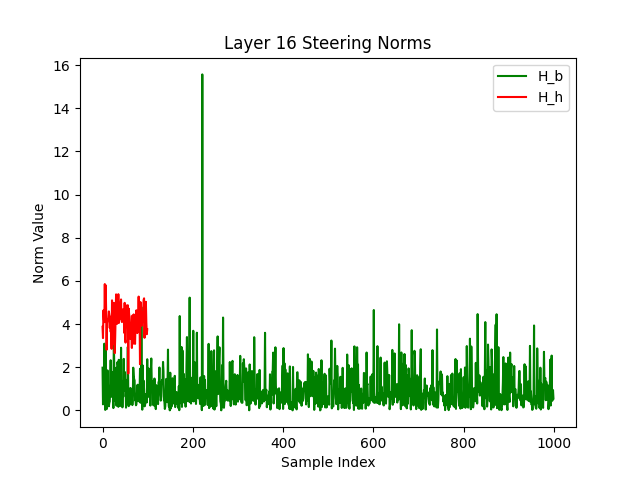 Layer 16 Steering Norms
H_b
H_h
Norm Value
16
14
12
10
8
6
4
2
0
0 200 400 600 800 1000
Sample Index